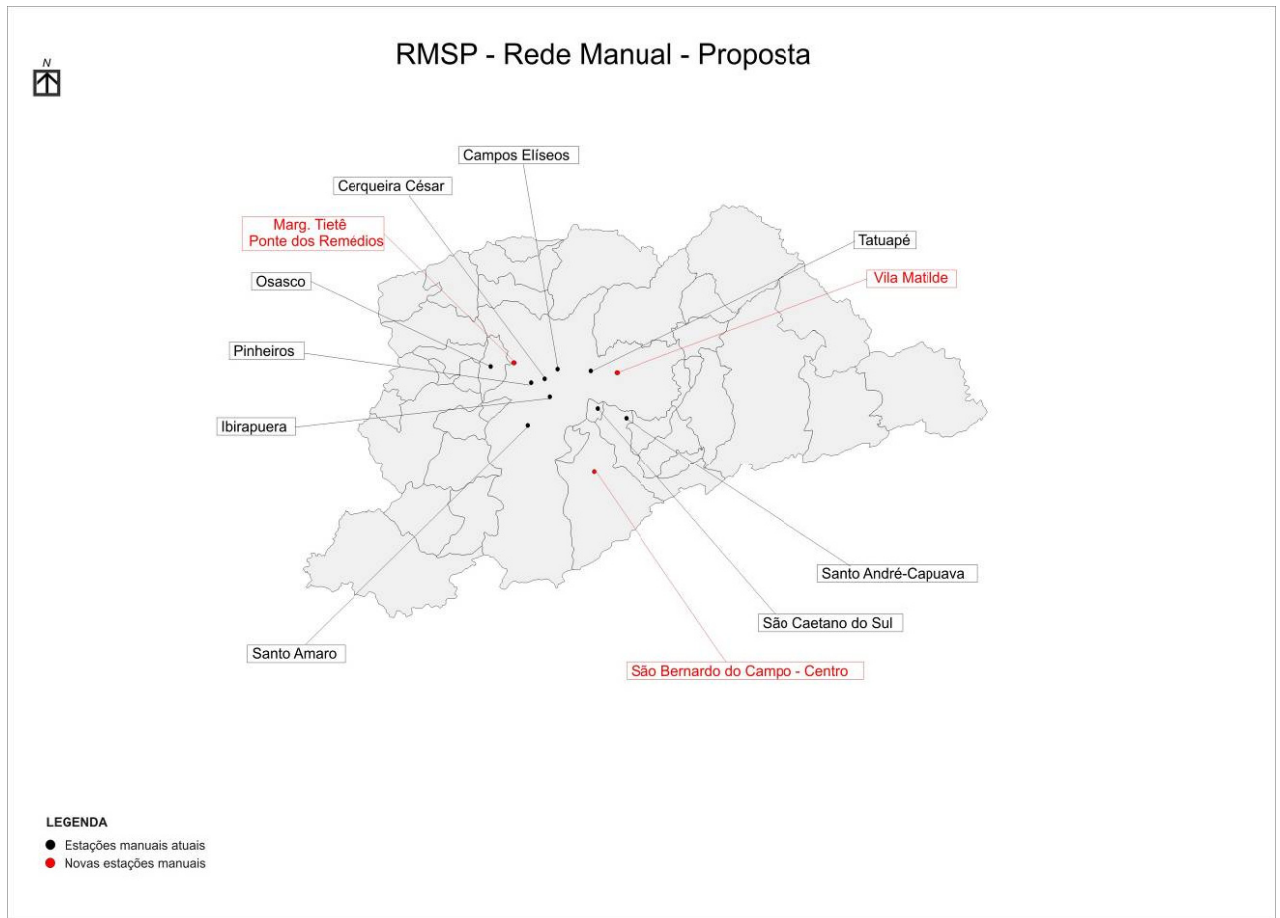 RMSP - Rede Manual - Proposta
N
Campos Elíseos
Cerqueira César
Marg. Tietê
Ponte dos Remédios
Tatuapé
Osasco
Vila Matilde
Pinheiros
Ibirapuera
Santo André-Capuava
São Caetano do Sul
Santo Amaro
São Bernardo do Campo - Centro
LEGENDA
Estações manuais atuais
Novas estações manuais